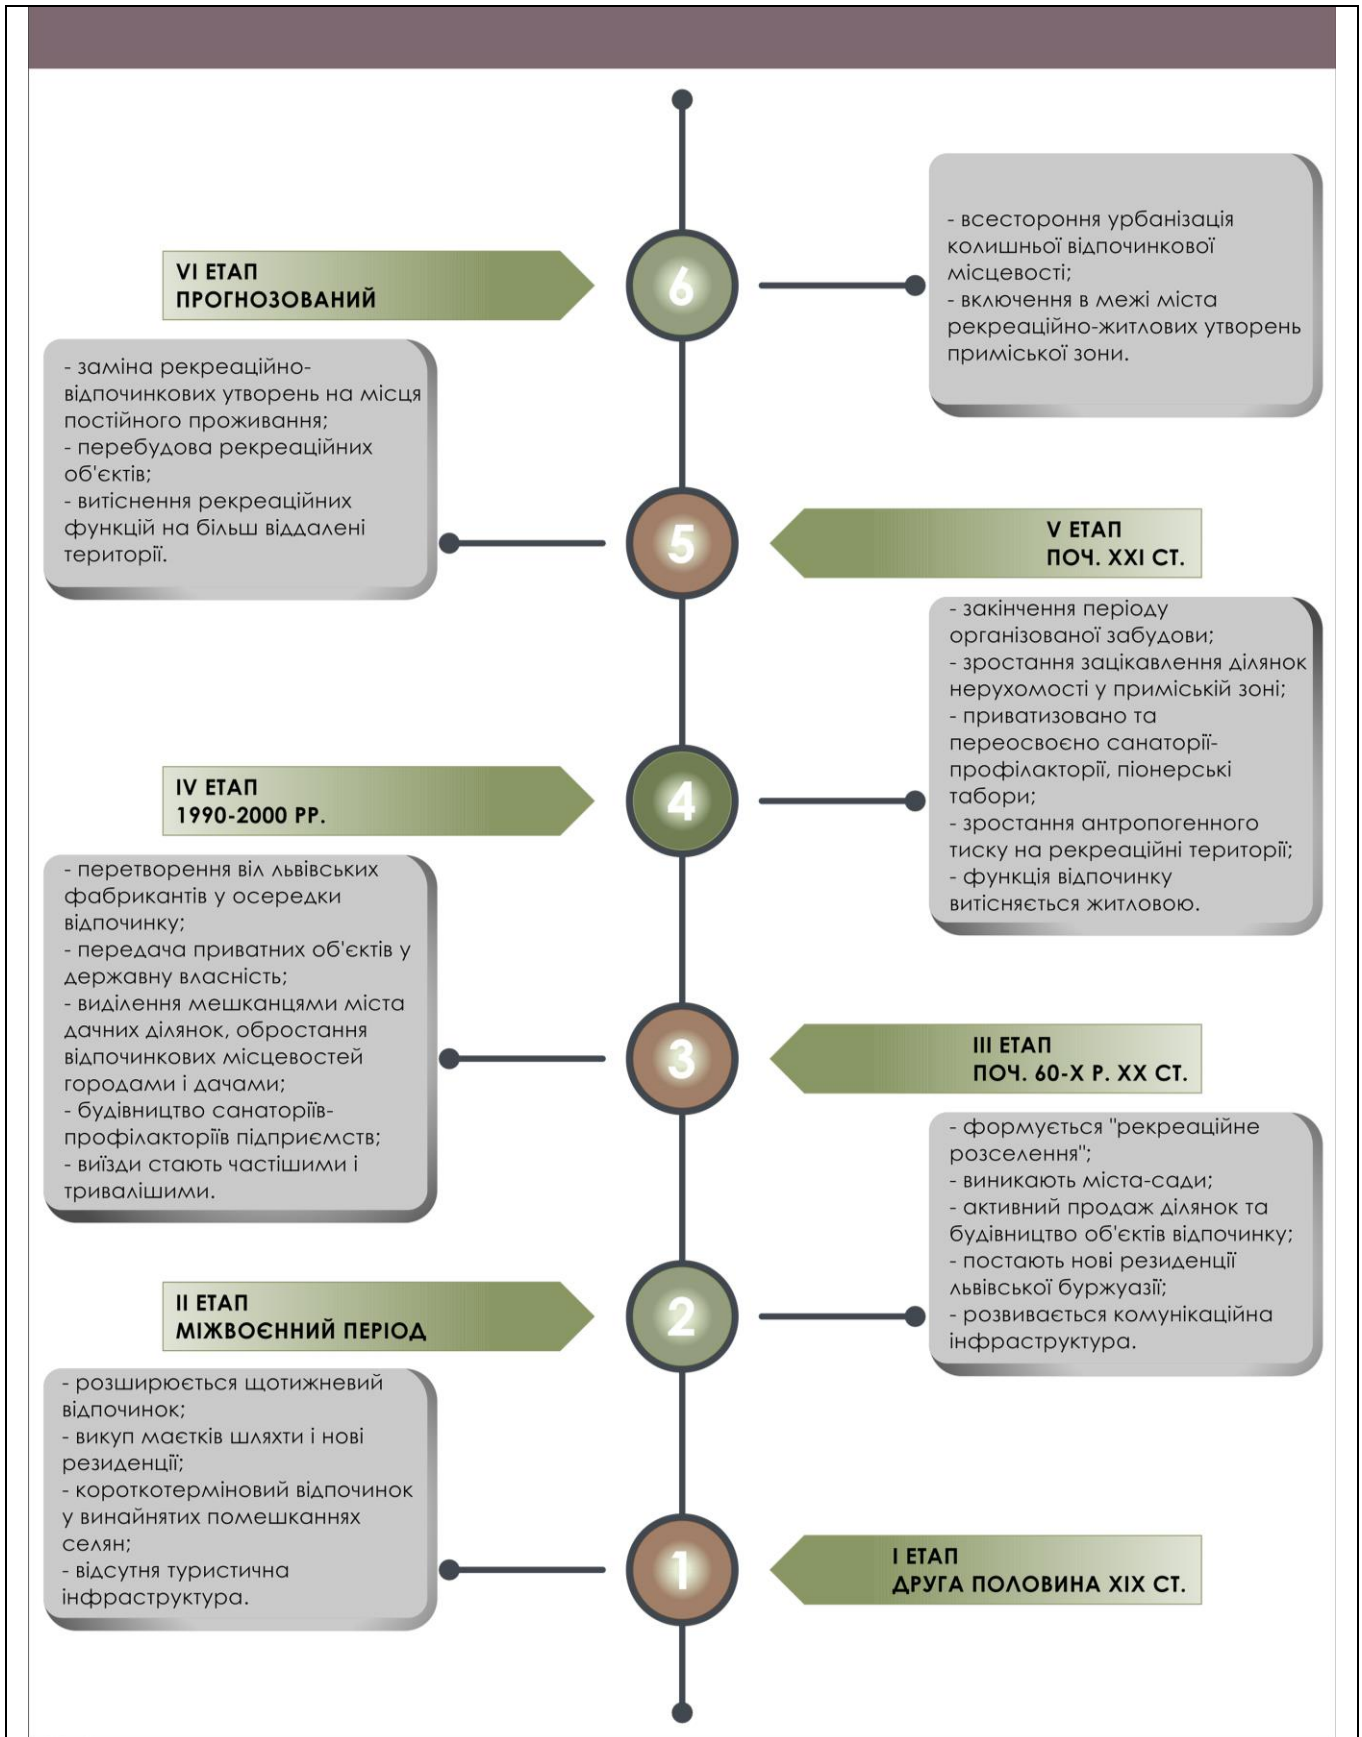 VI ЕТАП
ПРОГНОЗОВАНИЙ
6
- всестороння урбанізація
колишньої відпочинкової
місцевості;
- включення в межі міста
рекреаційно-житлових утворень
приміської зони.
- заміна рекреаційно-
відпочинкових утворень на місця
постійного проживання;
- перебудова рекреаційних
об'єктів;
- витіснення рекреаційних
функцій на більш віддалені
території.
5
V ЕТАП
ПОЧ. XXI СТ.
IV ЕТАП
1990-2000 РР.
4
- закінчення періоду
організованої забудови;
- зростання зацікавлення ділянок
нерухомості у приміській зоні;
- приватизовано та
переосвоєно санаторії-
профілакторії, піонерські
табори;
- зростання антропогенного
тиску на рекреаційні території;
- функція відпочинку
витісняється житловою.
- перетворення віл львівських
фабрикантів у осередки
відпочинку;
- передача приватних об'єктів у
державну власність;
- виділення мешканцями міста
дачних ділянок, обростання
відпочинкових місцевостей
городами і дачами;
- будівництво санаторіїв-
профілакторіїв підприємств;
- виїзди стають частішими і
тривалішими.
3
III ЕТАП
ПОЧ. 60-Х Р. XX СТ.
II ЕТАП
МІЖВОЄННИЙ ПЕРІОД
2
- формується "рекреаційне
розселення";
- виникають міста-сади;
- активний продаж ділянок та
будівництво об'єктів відпочинку;
- постають нові резиденції
львівської буржуазії;
- розвивається комунікаційна
інфраструктура.
- розширюється щотижневий
відпочинок;
- викуп маєтків шляхти і нові
резиденції;
- короткотерміновий відпочинок
у винайнятих помешканнях
селян;
- відсутня туристична
інфраструктура.
1
I ЕТАП
ДРУГА ПОЛОВИНА XIX СТ.